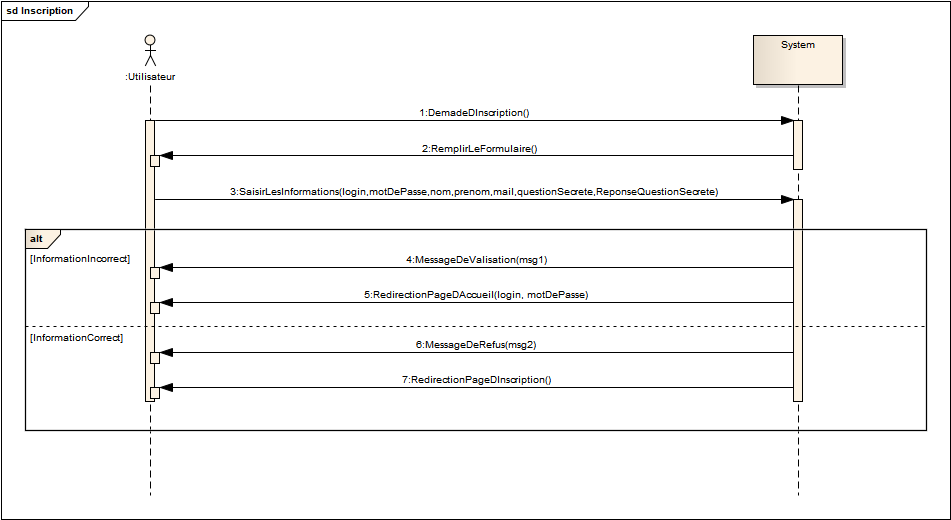 sd Inscription
:Utilisateur
System
1:DemadeDInscription()
2:RemplirLeFormulaire()
3:SaisirLesInformations(login,motDePasse,nom,prenom,mail,questionSecrete,ReponseQuestionSecrete)
alt
[InformationIncorrect]
4:MessageDeValisation(msg1)
5:RedirectionPageDAccueil(login, motDePasse)
[InformationCorrect]
6:MessageDeRefus(msg2)
7:RedirectionPageDInscription()